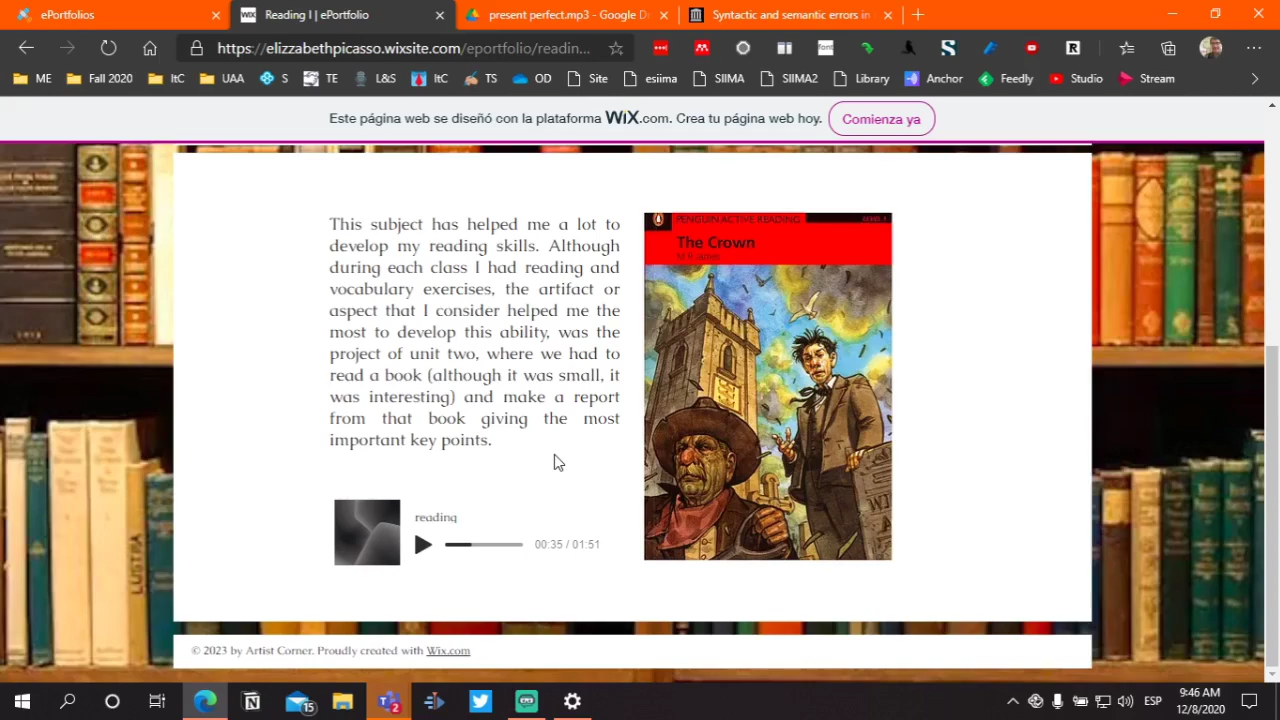 ePortfolios
Reading I | ePortfolio
present perfect.mp3 - Google Dr
Syntactic and semantic errors in
https://elizzabethpicasso.wixsite.com/eportfolio/readin...
ME
Fall 2020
ItC
UAA
S
TE
L&S
ItC
TS
OD
Site
esiima
SIIMA
SIIMA2
Library
Anchor
Feedly
Studio
Stream
Este página web se diseñó con la plataforma WiX.com. Crea tu página web hoy.
Comienza ya
This subject has helped me a lot to
develop my reading skills. Although
during each class I had reading and
vocabulary exercises, the artifact or
aspect that I consider helped me the
most to develop this ability, was the
project of unit two, where we had to
read a book (although it was small, it
was interesting) and make a report
from that book giving the most
important key points.
PENGUIN ACTIVE READING
The Crown
reading
00:35 / 01:51
© 2023 by Artist Corner. Proudly created with Wix.com
15
2
ESP
9:46 AM
12/8/2020